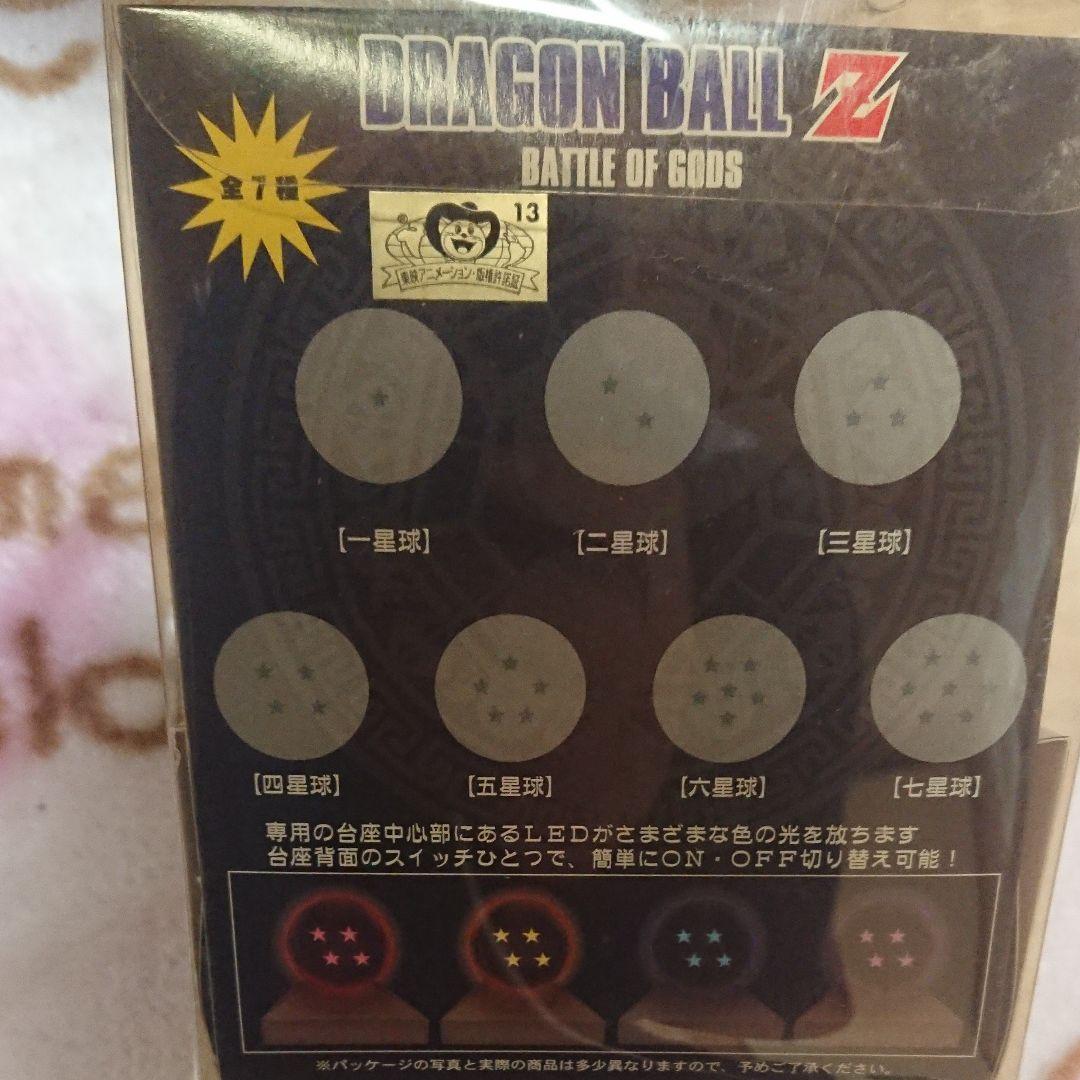 DRAGON BALL Z
BATTLE OF GODS
全7種
13
東映アニメーション・版権許諾証
【一星球】
【二星球】
【三星球】
【四星球】
【五星球】
【六星球】
【七星球】
専用の台座中心部にあるLEDがさまざまな色の光を放ちます
台座背面のスイッチひとつで、簡単にON・OFF切り替え可能！
※パッケージの写真と実際の商品は多少異なりますので、予めご了承ください。